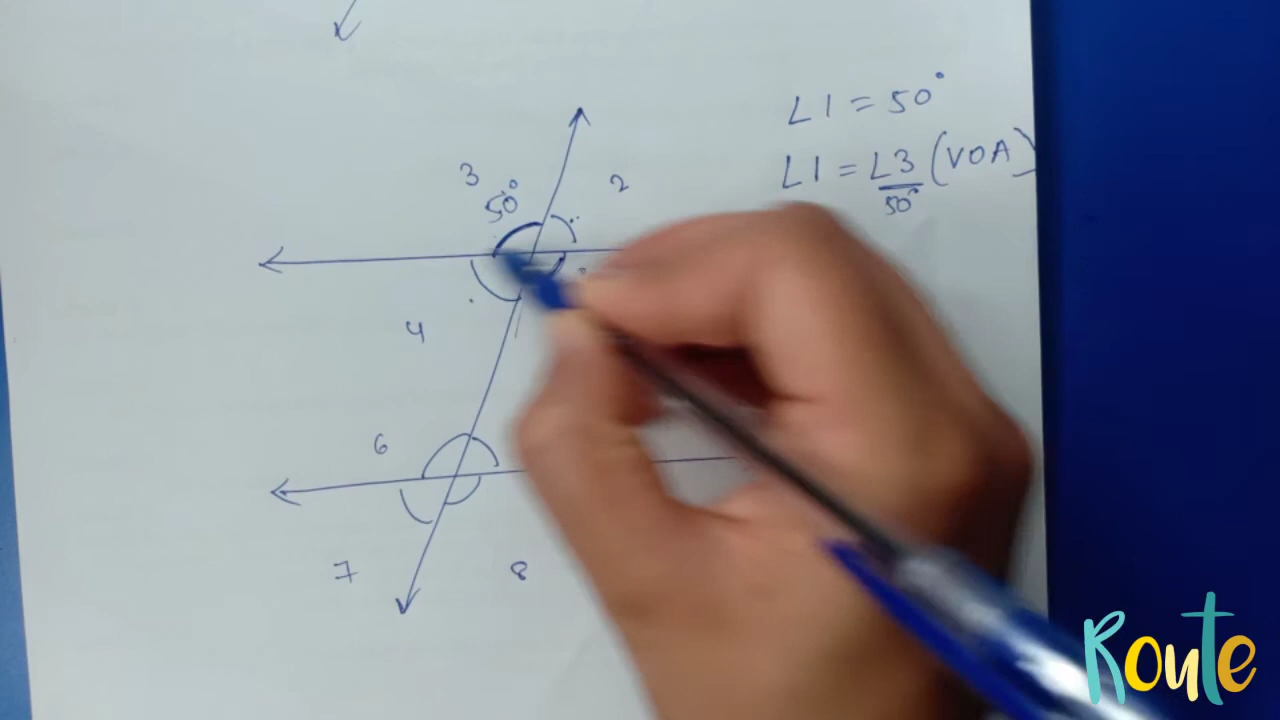 ∠1 = 50°
∠1 = ∠3 (VOA)
50°
3
2
50°
4
6
7
8
Route